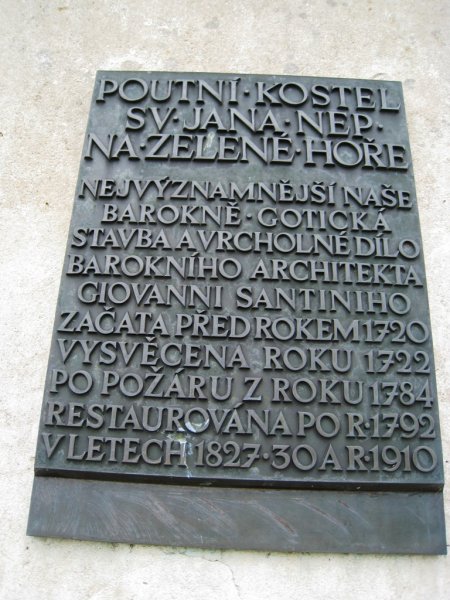 POUTNÍ·KOSTEL
SV·JANA·NEP·
NA·ZELENÉ·HOŘE
NEJVÝZNAMNĚJŠÍ NAŠE
BAROKNĚ·GOTICKÁ
STAVBA A VRCHOLNÉ DÍLO
BAROKNÍHO ARCHITEKTA
GIOVANNI SANTINIHO
ZAČATA PŘED ROKEM 1720
VYSVĚCENA ROKU 1722
PO POŽÁRU Z ROKU 1784
RESTAUROVÁNA PO R·1792
V LETECH 1827·30 A R·1910